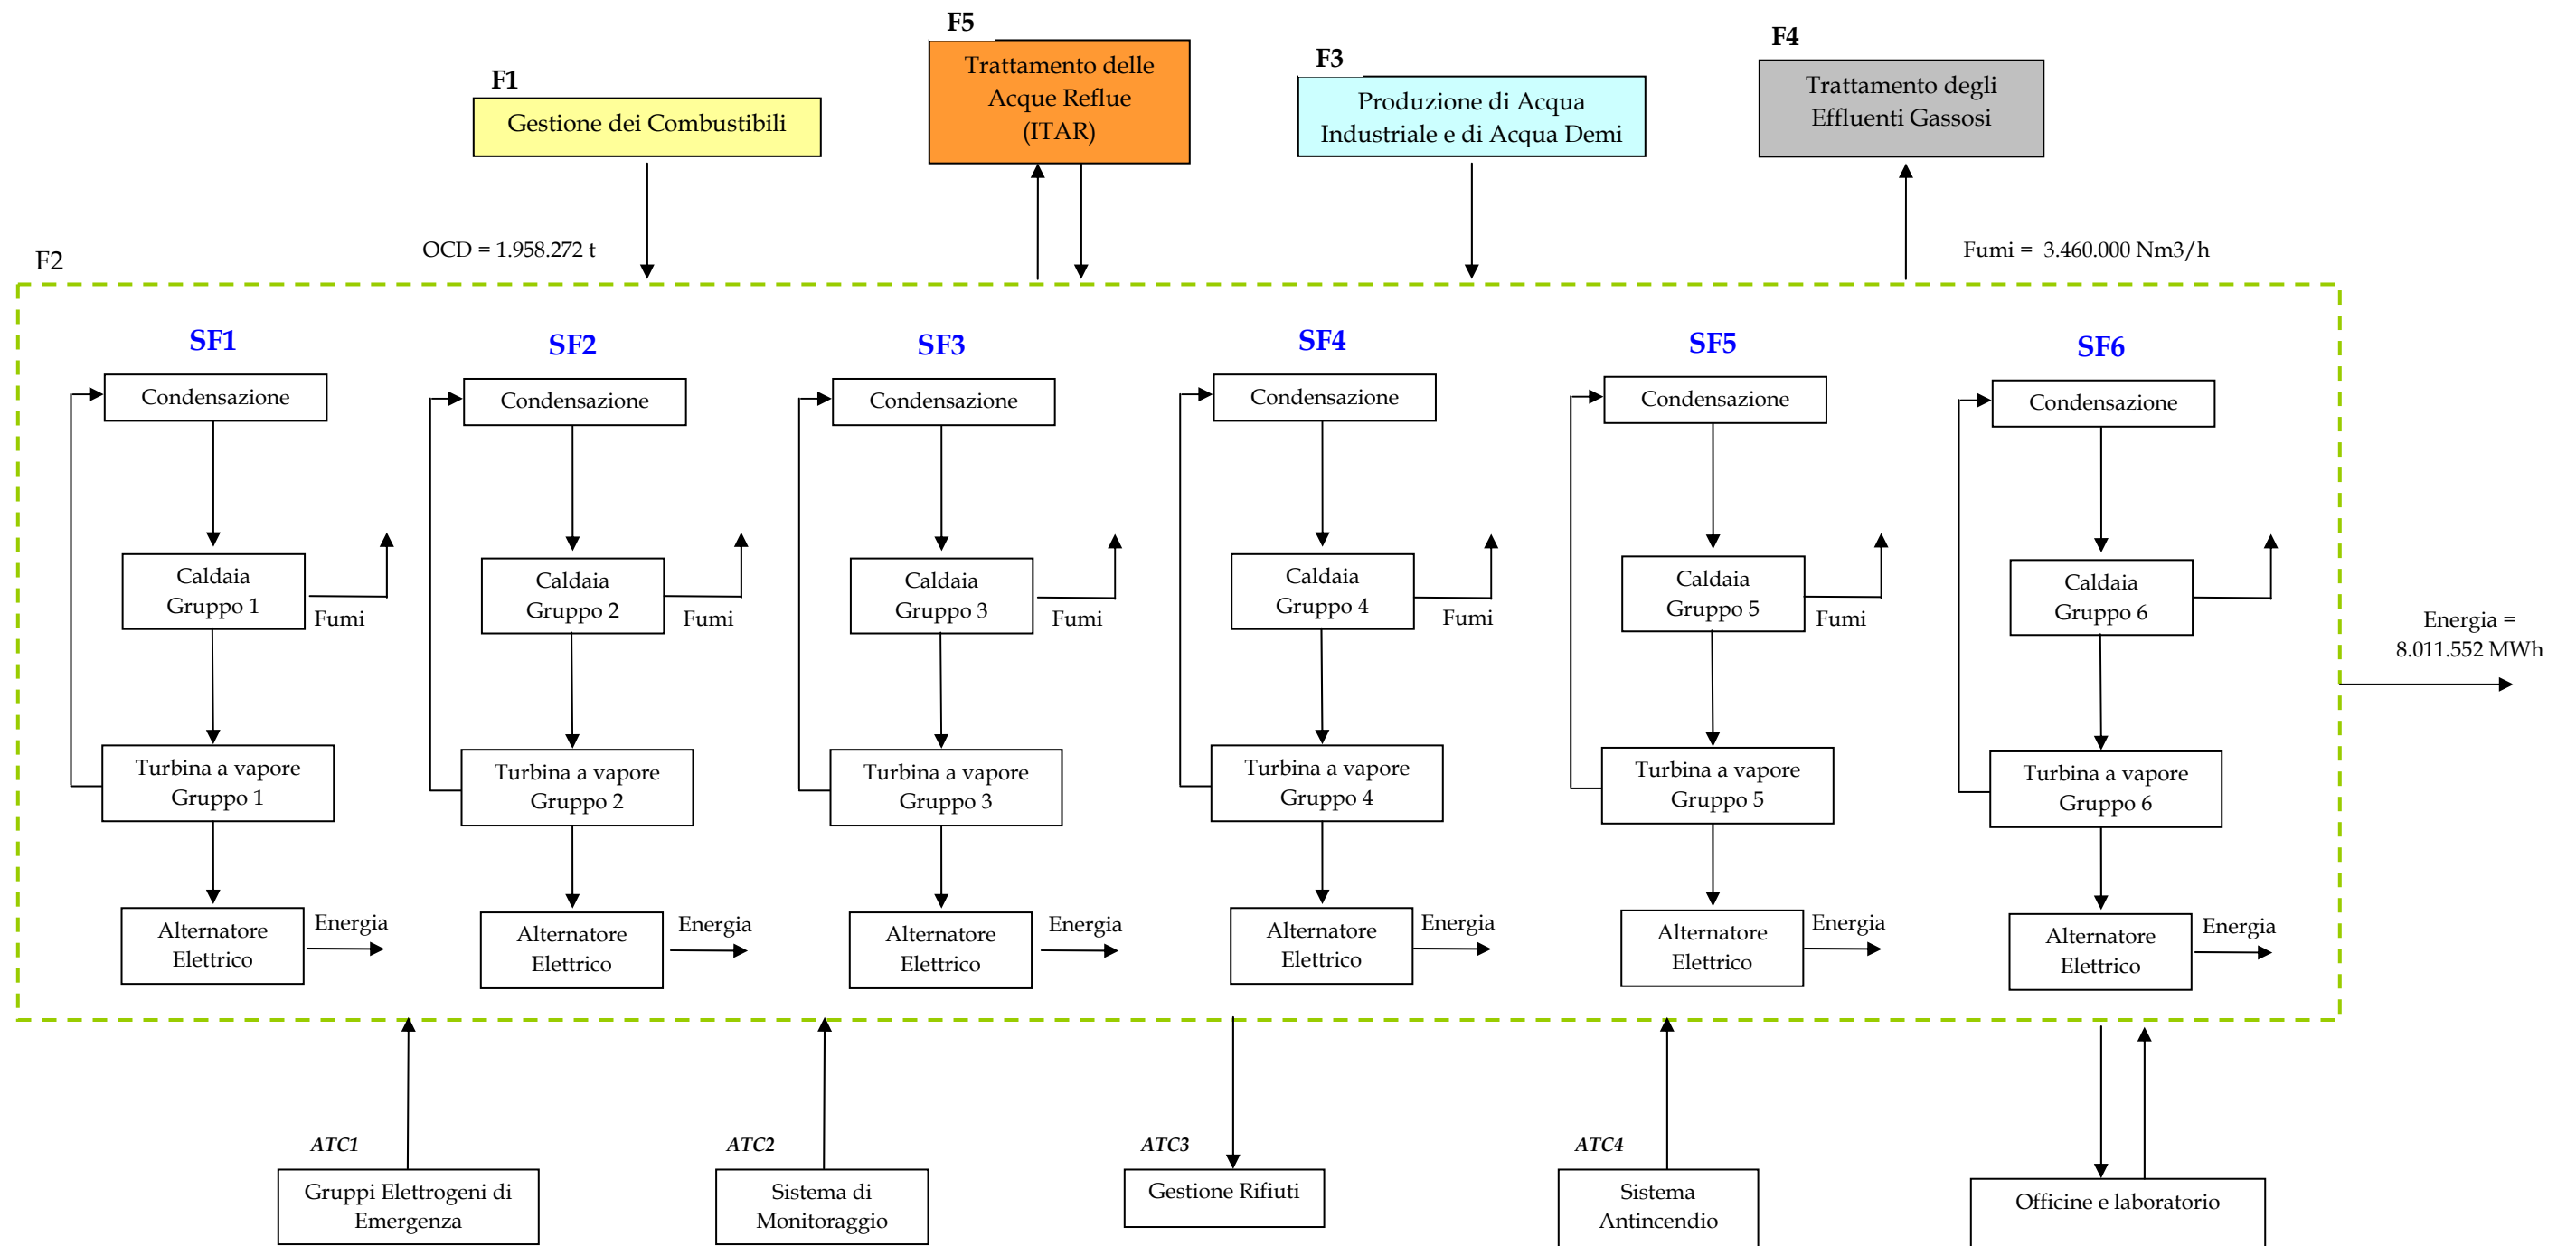 F5
F4
F3
F1
Trattamento delle
Acque Reflue
(ITAR)
Trattamento degli
Effluenti Gassosi
Produzione di Acqua
Industriale e di Acqua Demi
Gestione dei Combustibili
OCD = 1.958.272 t
Fumi = 3.460.000 Nm3/h
F2
SF1
SF2
SF3
SF4
SF5
SF6
Condensazione
Condensazione
Condensazione
Condensazione
Condensazione
Condensazione
Caldaia
Gruppo 1
Fumi
Caldaia
Gruppo 2
Fumi
Caldaia
Gruppo 3
Fumi
Caldaia
Gruppo 4
Fumi
Caldaia
Gruppo 5
Fumi
Caldaia
Gruppo 6
Energia =
8.011.552 MWh
Turbina a vapore
Gruppo 1
Turbina a vapore
Gruppo 2
Turbina a vapore
Gruppo 3
Turbina a vapore
Gruppo 4
Turbina a vapore
Gruppo 5
Turbina a vapore
Gruppo 6
Alternatore
Elettrico
Energia
Alternatore
Elettrico
Energia
Alternatore
Elettrico
Energia
Alternatore
Elettrico
Energia
Alternatore
Elettrico
Energia
Alternatore
Elettrico
Energia
ATC1
ATC2
ATC3
ATC4
Gruppi Elettrogeni di
Emergenza
Sistema di
Monitoraggio
Gestione Rifiuti
Sistema
Antincendio
Officine e laboratorio